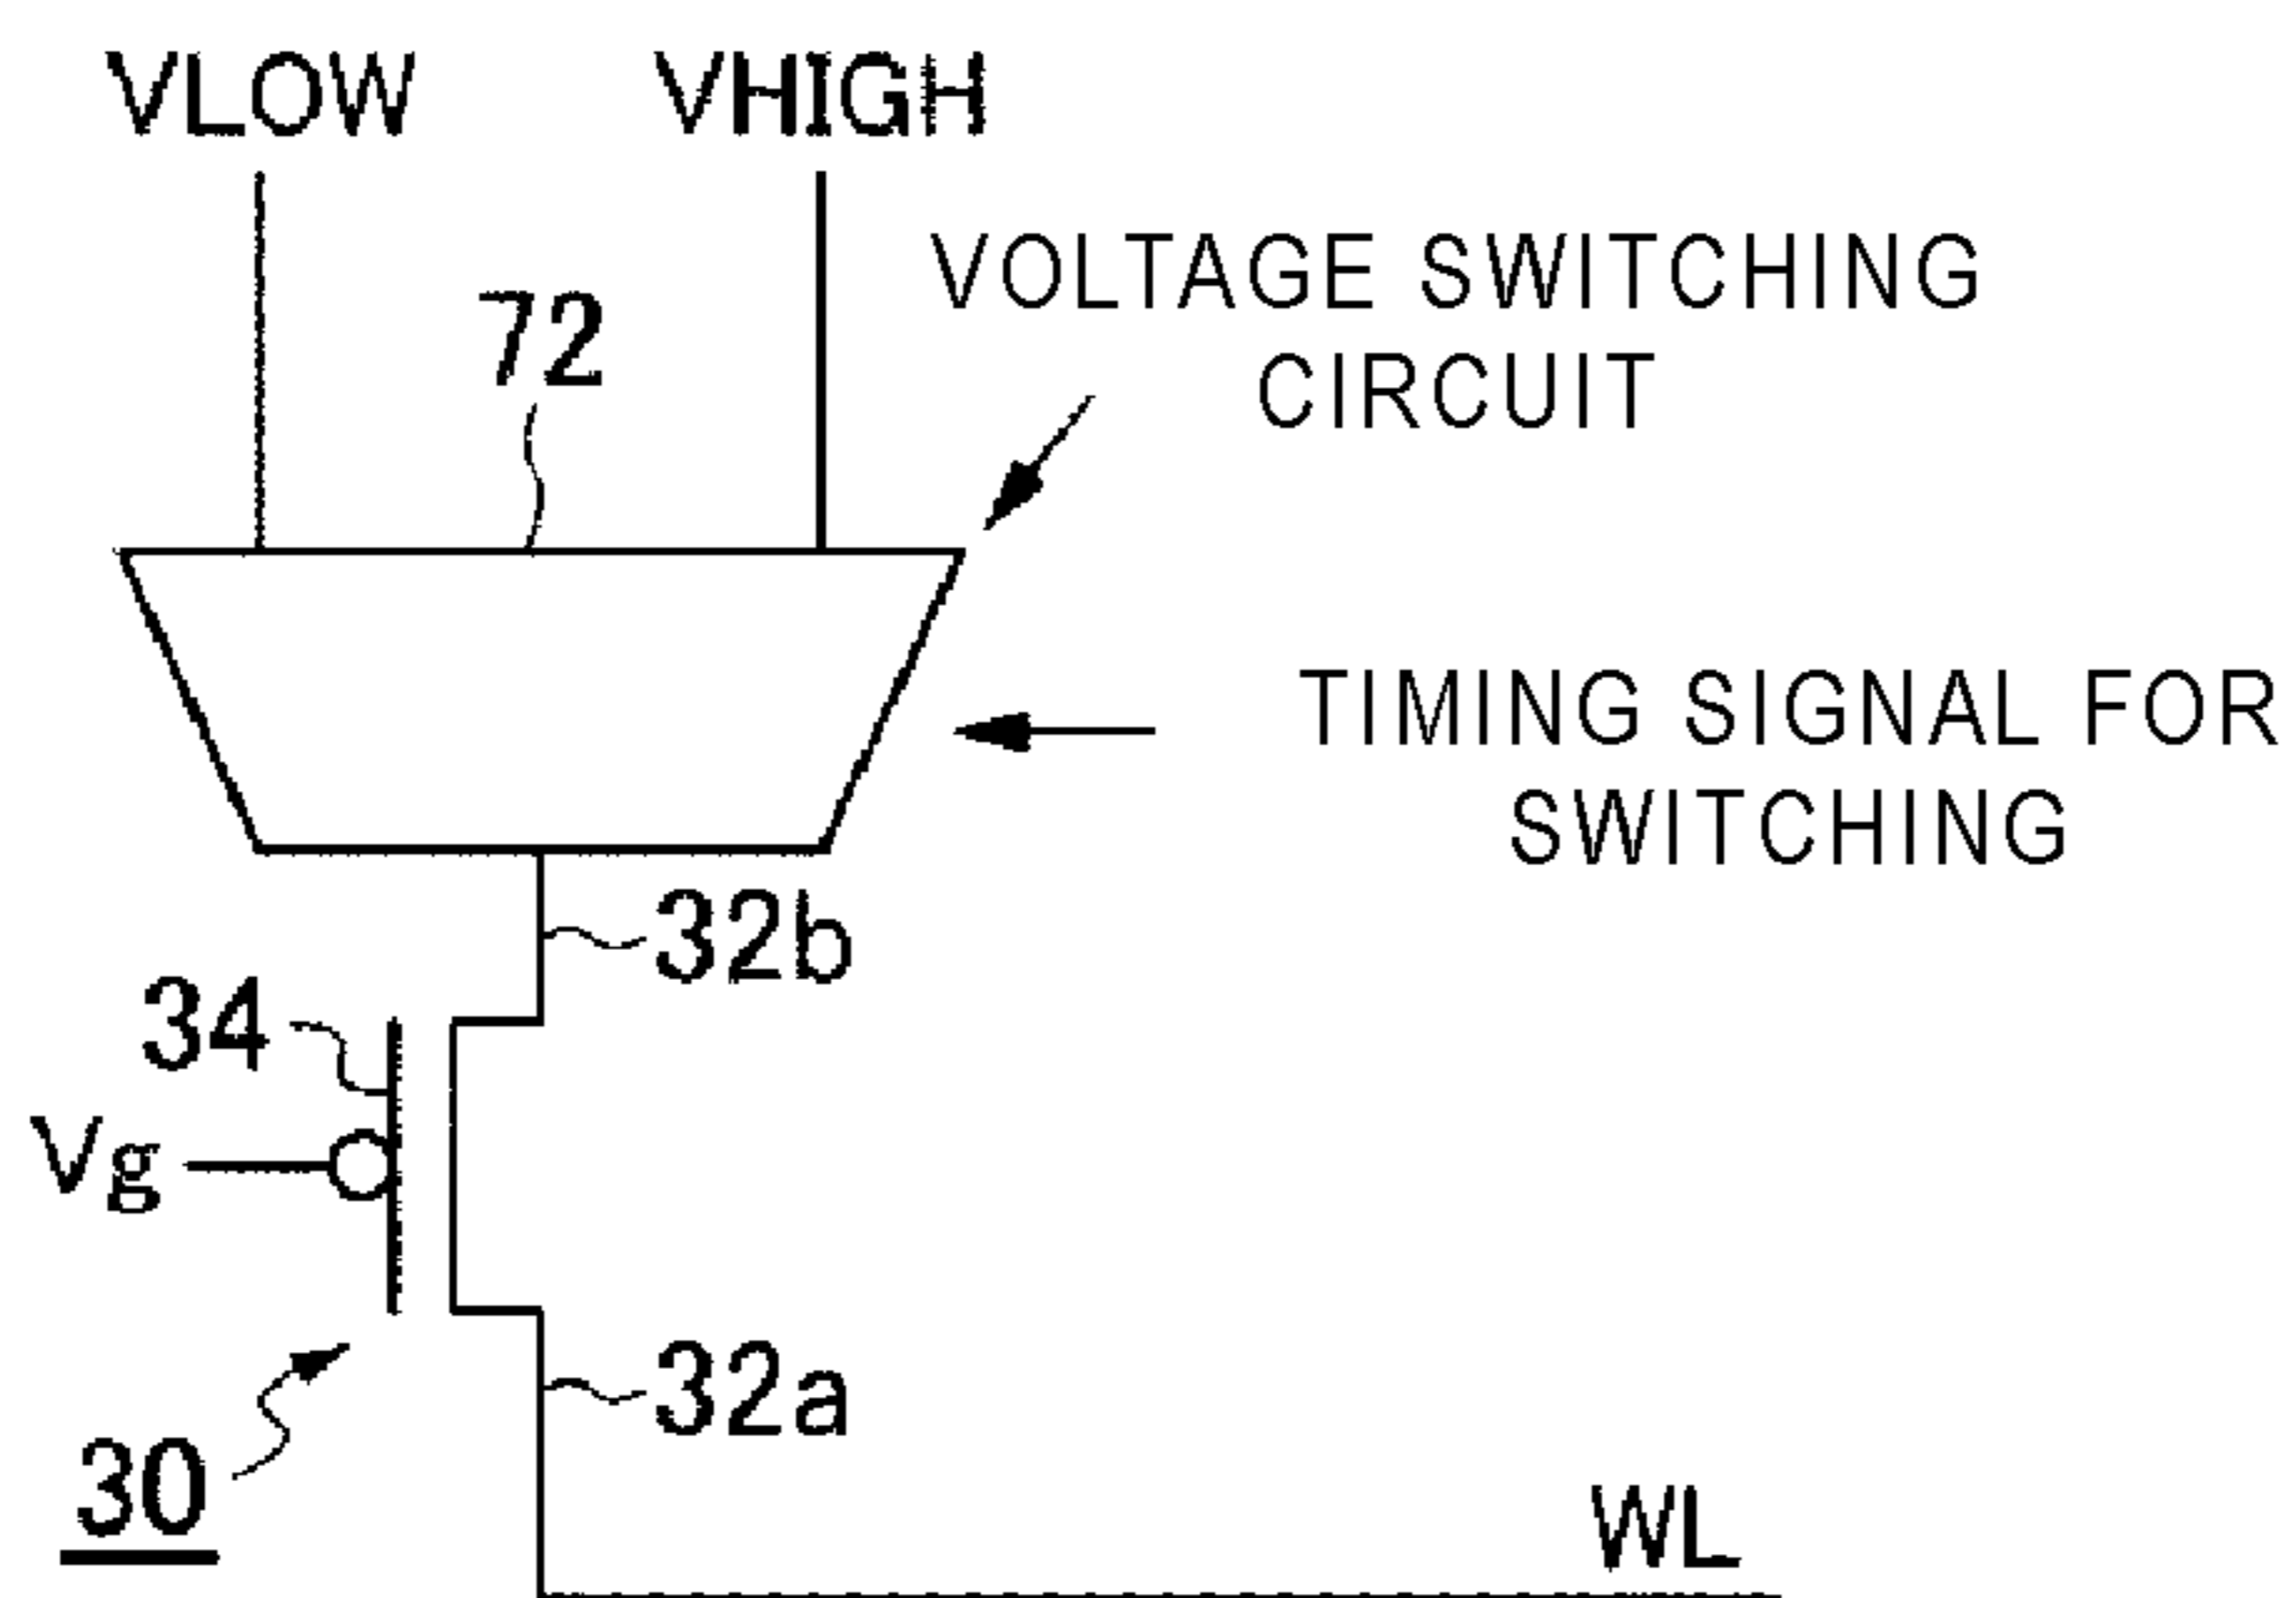 VLOW
VHIGH
VOLTAGE SWITCHING
CIRCUIT
72
TIMING SIGNAL FOR
SWITCHING
32b
34
Vg
32a
30
WL